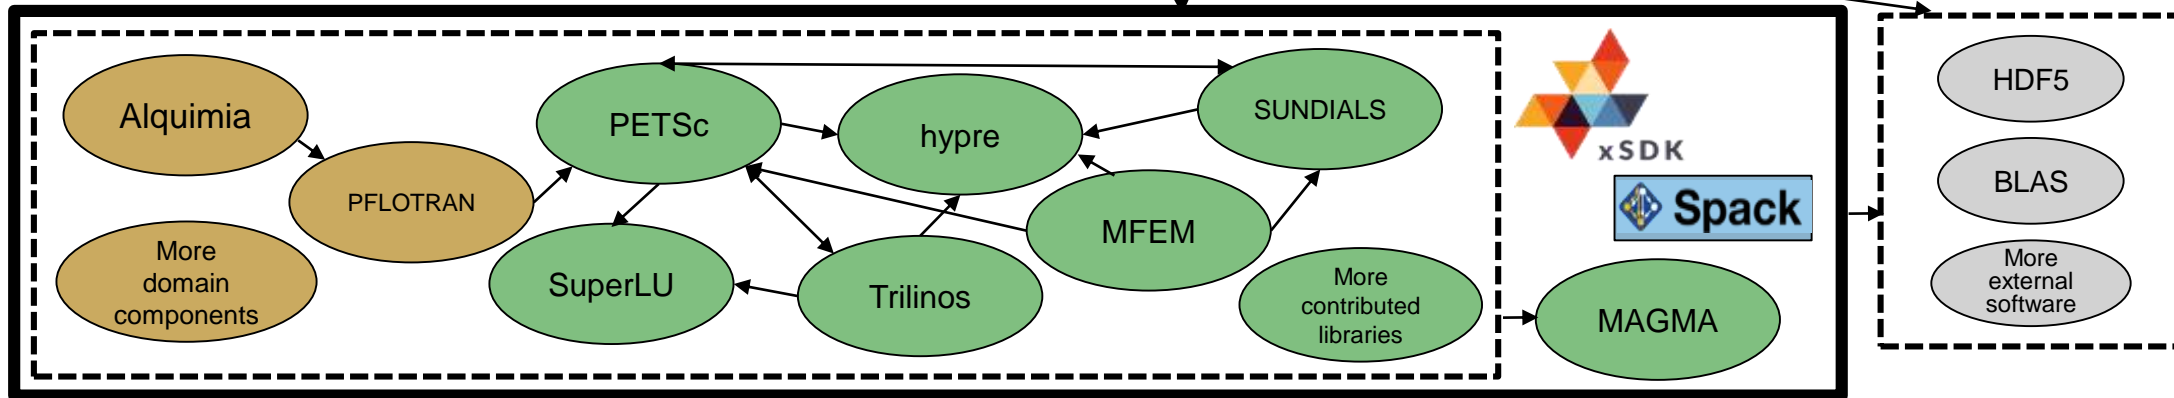 Alquimia
PFLOTRAN
More
domain
components
PETSc
hypre
SUNDIALS
SuperLU
Trilinos
MFEM
More
contributed
libraries
xSDK
Spack
MAGMA
HDF5
BLAS
More
external
software